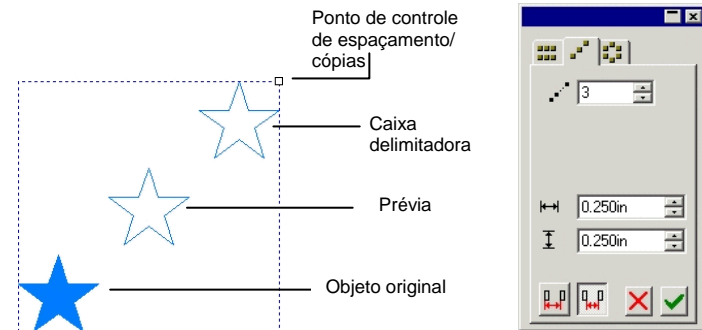 Ponto de controle
de espaçamento/
cópias
Caixa
delimitadora
Prévia
Objeto original
3
0.250in
0.250in